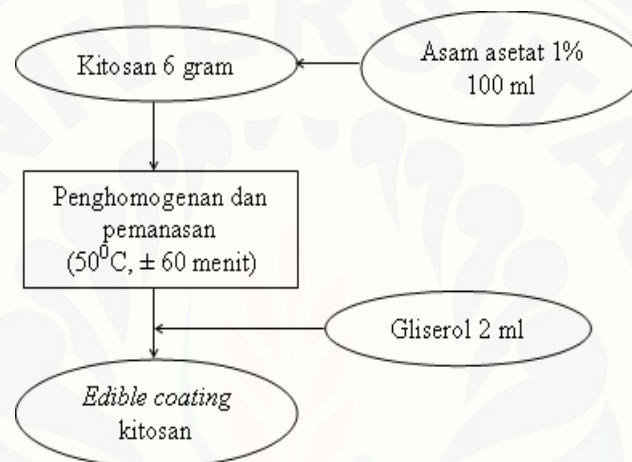 Kitosan 6 gram
Asam asetat 1%
100 ml
Penghomogenan dan
pemanasan
(50⁰C, ± 60 menit)
Gliserol 2 ml
Edible coating
kitosan